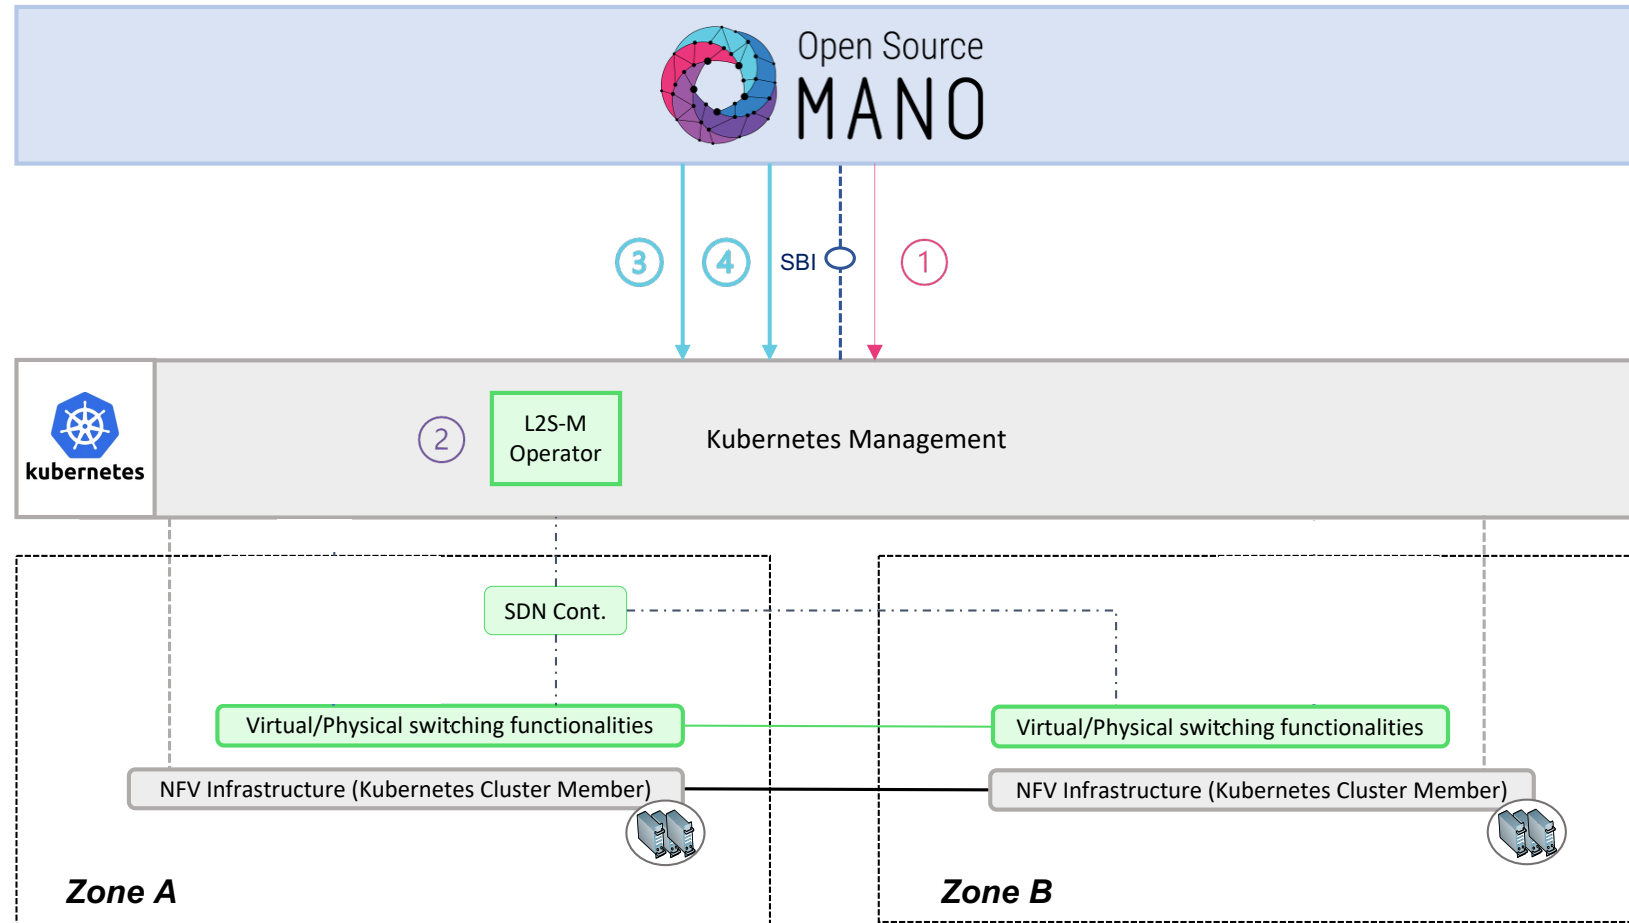 Open Source
MANO
3
4
SBI
1
kubernetes
2
L2S-M
Operator
Kubernetes Management
SDN Cont.
Virtual/Physical switching functionalities
Virtual/Physical switching functionalities
NFV Infrastructure (Kubernetes Cluster Member)
NFV Infrastructure (Kubernetes Cluster Member)
Zone A
Zone B